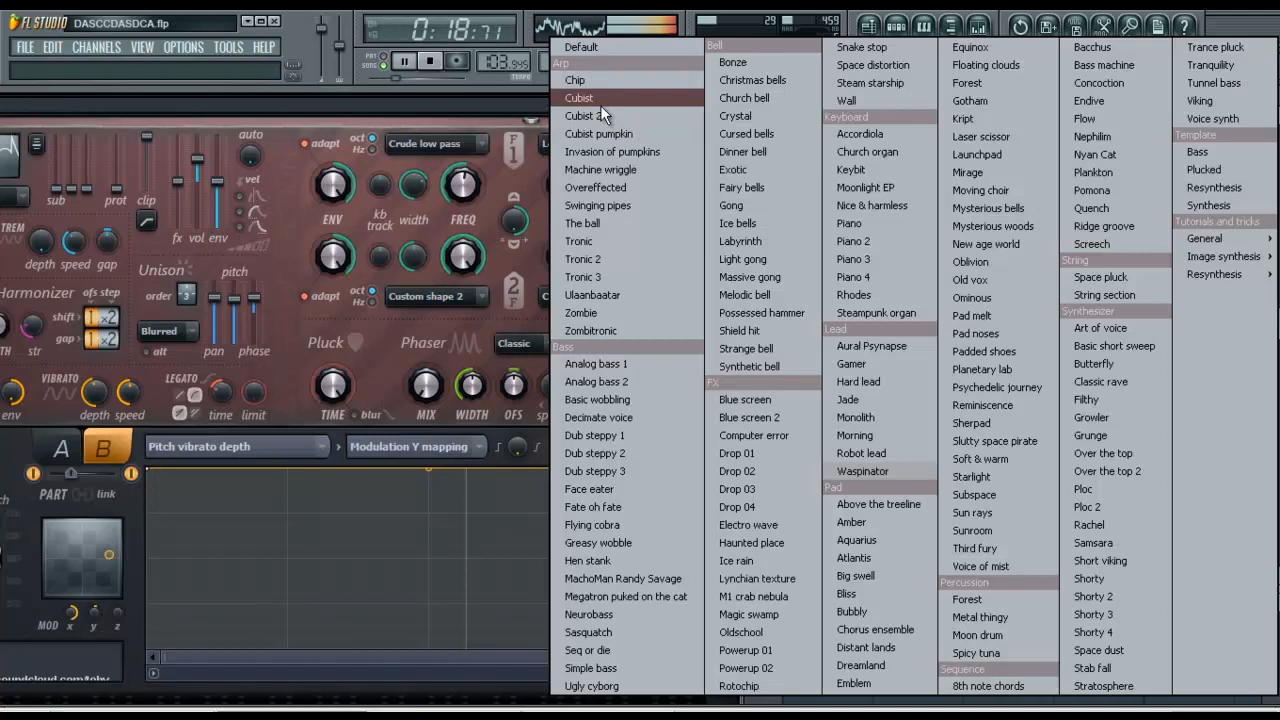 FL STUDIO DASCCDASDCA.flp
FILE EDIT CHANNELS VIEW OPTIONS TOOLS HELP
0:18:71
PAT
SONG
103.945
TEMPO
29
459
auto
sub
prot
clip
vel
fx vol env
TREM
depth speed gap
Harmonizer
ofs step
shift: 1 x2
gap: 1 x2
str
Unison
pitch
order
3
Blurred
alt
pan
phase
env
VIBRATO
depth speed
LEGATO
time
limit
adapt
oct
hz
Crude low pass
ENV
kb track
width
FREQ
F1
adapt
oct
hz
Custom shape 2
2F
Pluck
Phaser
Classic
TIME
blur
MIX
WIDTH
OFS
A
B
PART
link
MOD x y z
Pitch vibrato depth
Modulation Y mapping
Default
Arp
Chip
Cubist
Cubist 2
Cubist pumpkin
Invasion of pumpkins
Machine wriggle
Overeffected
Swinging pipes
The ball
Tronic
Tronic 2
Tronic 3
Ulaanbaatar
Zombie
Zombitronic
Bass
Analog bass 1
Analog bass 2
Basic wobbling
Decimate voice
Dub steppy 1
Dub steppy 2
Dub steppy 3
Face eater
Fate oh fate
Flying cobra
Greasy wobble
Hen stank
MachoMan Randy Savage
Megatron puked on the cat
Neurobass
Sasquatch
Seq or die
Simple bass
Ugly cyborg
Bell
Bonze
Christmas bells
Church bell
Crystal
Cursed bells
Dinner bell
Exotic
Fairy bells
Gong
Ice bells
Labyrinth
Light gong
Massive gong
Melodic bell
Possessed hammer
Shield hit
Strange bell
Synthetic bell
FX
Blue screen
Blue screen 2
Computer error
Drop 01
Drop 02
Drop 03
Drop 04
Electro wave
Haunted place
Ice rain
Lynchian texture
M1 crab nebula
Magic swamp
Oldschool
Powerup 01
Powerup 02
Rotochip
Snake stop
Space distortion
Steam starship
Wall
Keyboard
Accordiola
Church organ
Keybit
Moonlight EP
Nice & harmless
Piano
Piano 2
Piano 3
Piano 4
Rhodes
Steampunk organ
Lead
Aural Psynapse
Gamer
Hard lead
Jade
Monolith
Morning
Robot lead
Waspinator
Pad
Above the treeline
Amber
Aquarius
Atlantis
Big swell
Bliss
Bubbly
Chorus ensemble
Distant lands
Dreamland
Emblem
Equinox
Floating clouds
Forest
Gotham
Kript
Laser scissor
Launchpad
Mirage
Moving choir
Mysterious bells
Mysterious woods
New age world
Oblivion
Old vox
Ominous
Pad melt
Pad noses
Padded shoes
Planetary lab
Psychedelic journey
Reminiscence
Sherpad
Slutty space pirate
Soft & warm
Starlight
Subspace
Sun rays
Sunroom
Third fury
Voice of mist
Percussion
Forest
Metal thingy
Moon drum
Spicy tuna
Sequence
8th note chords
Bacchus
Bass machine
Concention
Endive
Flow
Nephilim
Nyan Cat
Plankton
Pomona
Quench
Ridge groove
Screech
String
Space pluck
String section
Synthesizer
Art of voice
Basic short sweep
Butterfly
Classic rave
Filthy
Growler
Grunge
Over the top
Over the top 2
Ploc
Ploc 2
Rachel
Samsara
Short viking
Shorty
Shorty 2
Shorty 3
Shorty 4
Space dust
Stab fall
Stratosphere
Trance pluck
Tranquility
Tunnel bass
Viking
Voice synth
Template
Bass
Plucked
Resynthesis
Synthesis
Tutorials and tricks
General
Image synthesis
Resynthesis